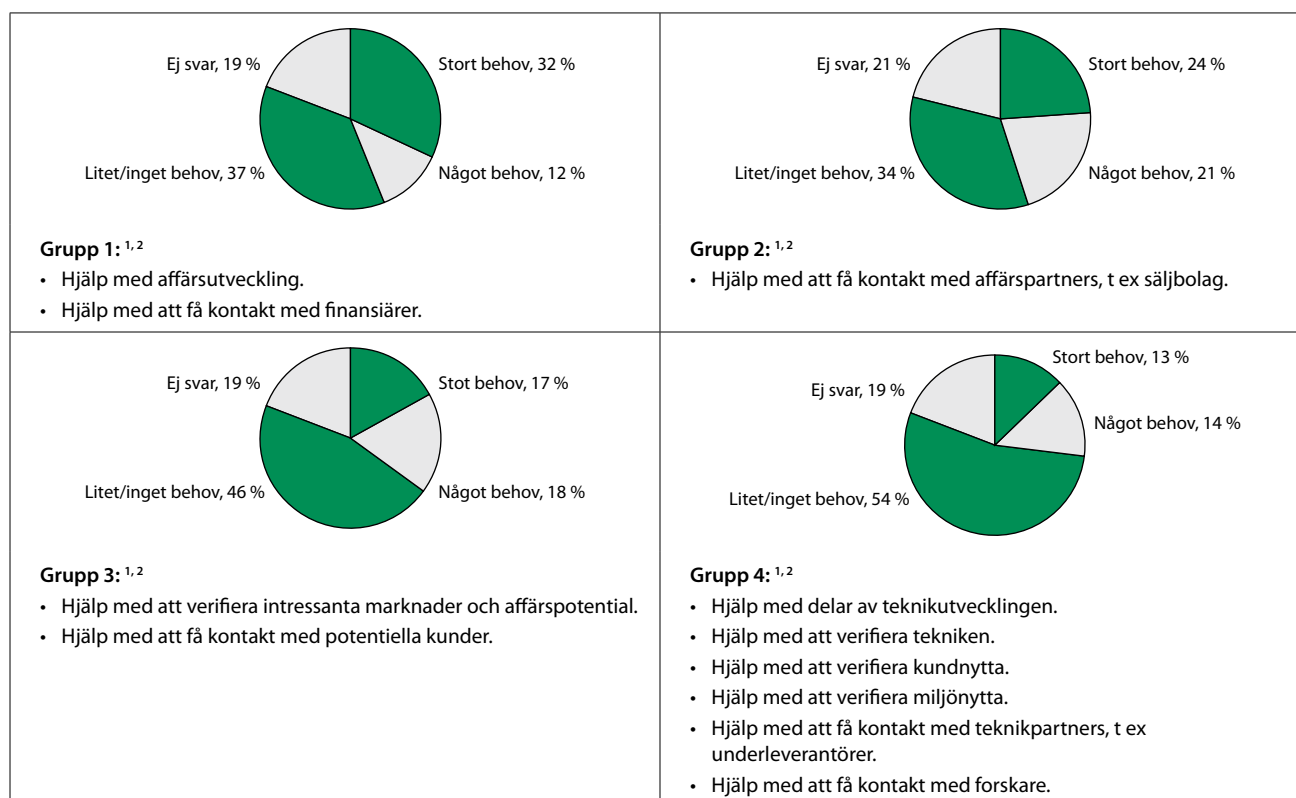 Ej svar, 19 %
Stort behov, 32 %
Litet/inget behov, 37 %
Något behov, 12 %
Grupp 1: 1, 2
• Hjälp med affärsutveckling.
• Hjälp med att få kontakt med finansiärer.
Ej svar, 21 %
Stort behov, 24 %
Litet/inget behov, 34 %
Något behov, 21 %
Grupp 2: 1, 2
• Hjälp med att få kontakt med affärspartners, t ex säljbolag.
Ej svar, 19 %
Stot behov, 17 %
Litet/inget behov, 46 %
Något behov, 18 %
Grupp 3: 1, 2
• Hjälp med att verifiera intressanta marknader och affärspotential.
• Hjälp med att få kontakt med potentiella kunder.
Stort behov, 13 %
Ej svar, 19 %
Något behov, 14 %
Litet/inget behov, 54 %
Grupp 4: 1, 2
• Hjälp med delar av teknikutvecklingen.
• Hjälp med att verifiera tekniken.
• Hjälp med att verifiera kundnytta.
• Hjälp med att verifiera miljönytta.
• Hjälp med att få kontakt med teknikpartners, t ex
underleverantörer.
• Hjälp med att få kontakt med forskare.